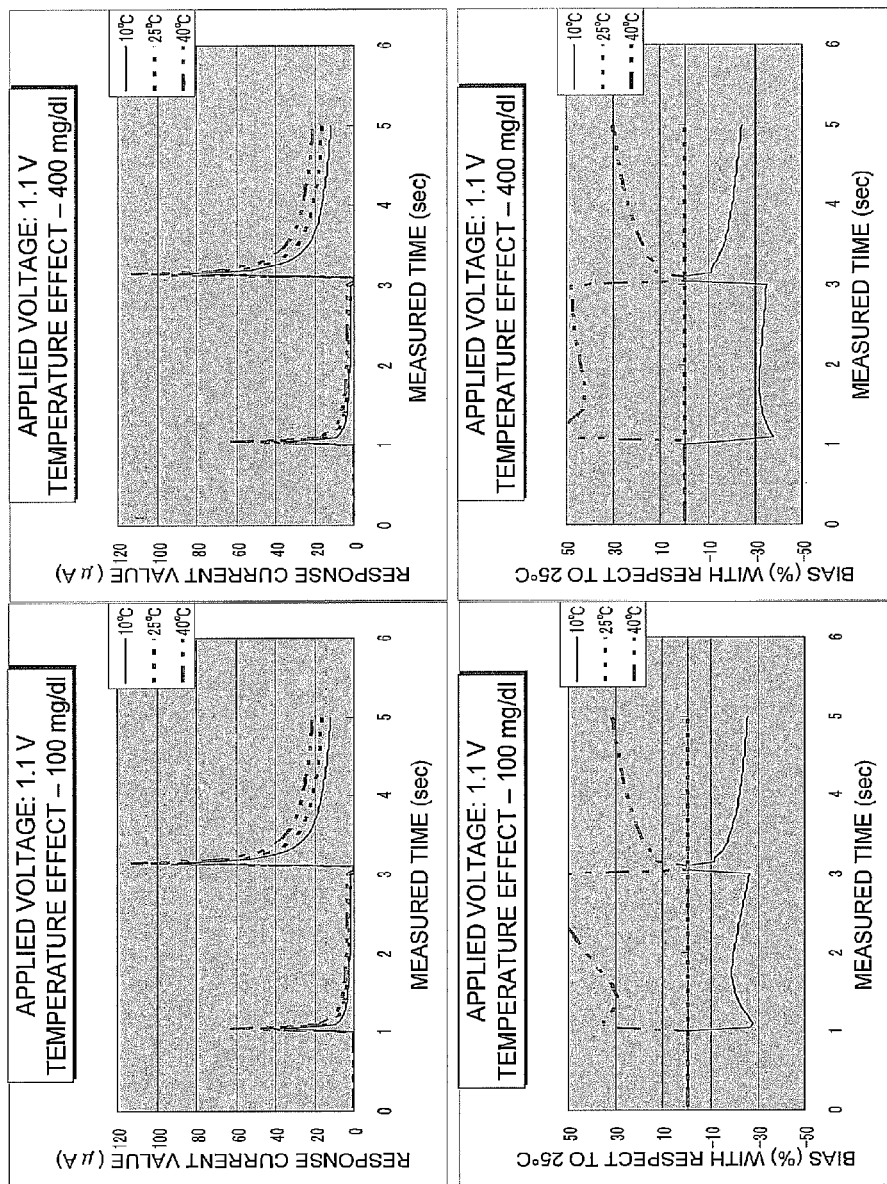 APPLIED VOLTAGE: 1.1 V
TEMPERATURE EFFECT – 100 mg/dl
RESPONSE CURRENT VALUE (μA)
120
100
80
60
40
20
0
0
1
2
3
4
5
6
MEASURED TIME (sec)
10°C
25°C
40°C
APPLIED VOLTAGE: 1.1 V
TEMPERATURE EFFECT – 400 mg/dl
RESPONSE CURRENT VALUE (μA)
120
100
80
60
40
20
0
0
1
2
3
4
5
6
MEASURED TIME (sec)
10°C
25°C
40°C
APPLIED VOLTAGE: 1.1 V
TEMPERATURE EFFECT – 100 mg/dl
BIAS (%) WITH RESPECT TO 25°C
50
30
10
-10
-30
-50
0
1
2
3
4
5
6
MEASURED TIME (sec)
10°C
25°C
40°C
APPLIED VOLTAGE: 1.1 V
TEMPERATURE EFFECT – 400 mg/dl
BIAS (%) WITH RESPECT TO 25°C
50
30
10
-10
-30
-50
0
1
2
3
4
5
6
MEASURED TIME (sec)
10°C
25°C
40°C